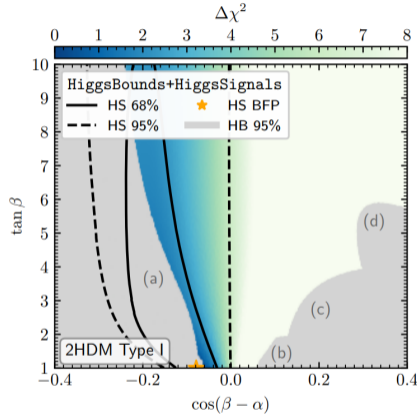 Δχ²
0 1 2 3 4 5 6 7 8
HiggsBounds+HiggsSignals
HS 68% HS BFP
HS 95% HB 95%
10
9
8
7
6
5
4
3
2
1
tan β
(a)
(b)
(c)
(d)
2HDM Type I
−0.4 −0.2 0.0 0.2 0.4
cos(β − α)